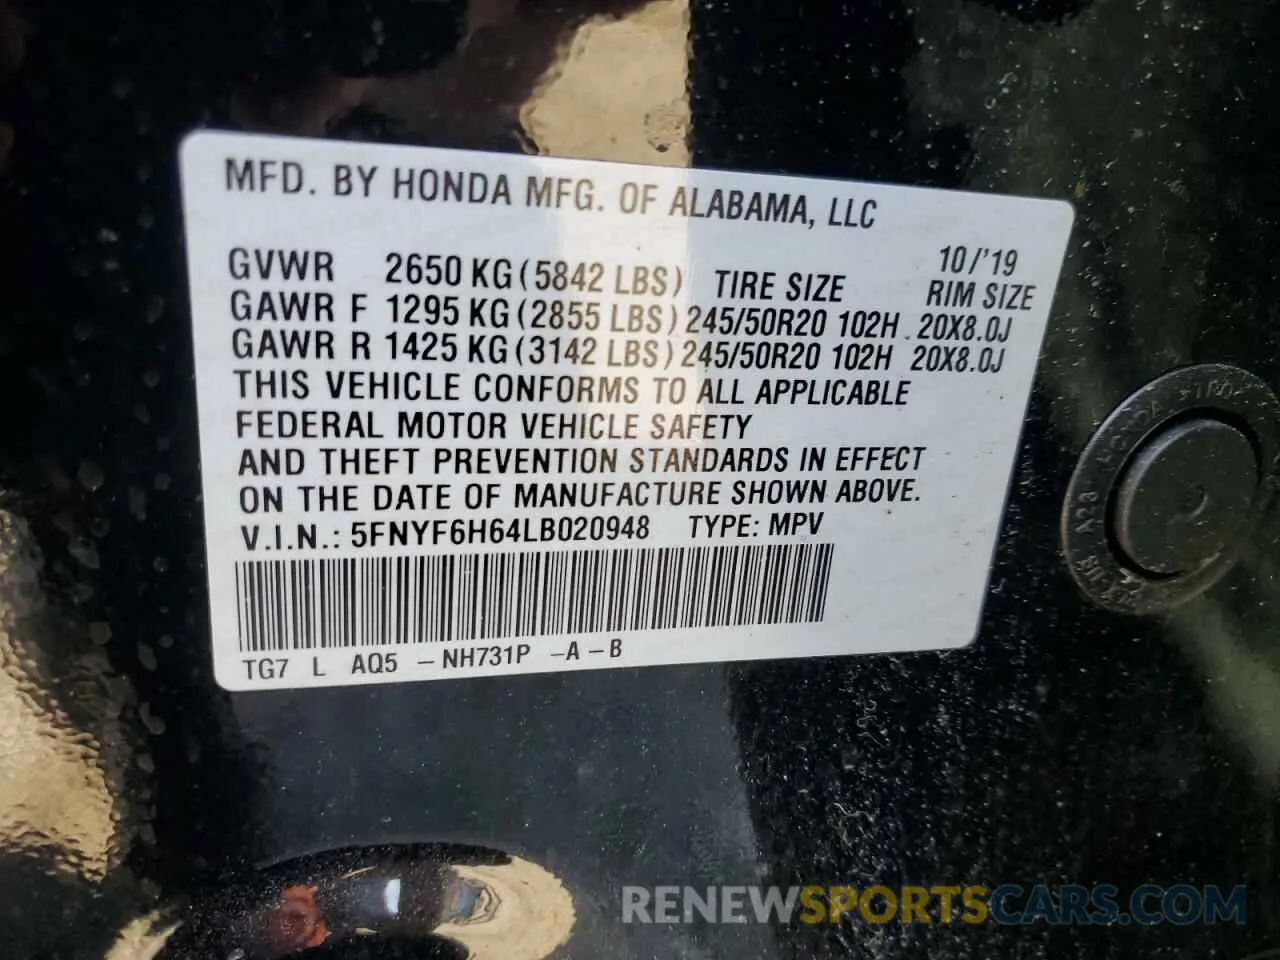 MFD. BY HONDA MFG. OF ALABAMA, LLC
10/'19
GVWR 2650 KG (5842 LBS) TIRE SIZE RIM SIZE
GAWR F 1295 KG (2855 LBS) 245/50R20 102H 20X8.0J
GAWR R 1425 KG (3142 LBS) 245/50R20 102H 20X8.0J
THIS VEHICLE CONFORMS TO ALL APPLICABLE
FEDERAL MOTOR VEHICLE SAFETY
AND THEFT PREVENTION STANDARDS IN EFFECT
ON THE DATE OF MANUFACTURE SHOWN ABOVE.
V.I.N.: 5FNYF6H64LB020948 TYPE: MPV
TG7 L AQ5 -NH731P -A-B
A23
RENEWSPORTSCARS.COM